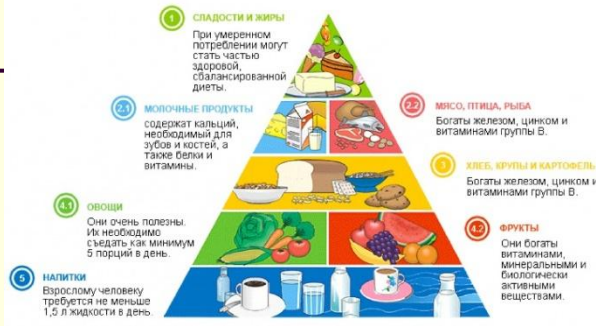 1 СЛАДОСТИ И ЖИРЫ
При умеренном
потреблении могут
стать частью
здоровой,
сбалансированной
диеты.
2.1 МОЛОЧНЫЕ ПРОДУКТЫ
содержат кальций,
необходимый для
зубов и костей, а
также белки и
витамины.
2.2 МЯСО, ПТИЦА, РЫБА
Богаты железом, цинком и
витаминами группы В.
3 ХЛЕБ, КРУПЫ И КАРТОФЕЛЬ
Богаты железом, цинком и
витаминами группы В.
4.1 ОВОЩИ
Они очень полезны.
Их необходимо
съедать как минимум
5 порций в день.
4.2 ФРУКТЫ
Они богаты
витаминами,
минеральными и
биологически
активными
веществами.
5 НАПИТКИ
Взрослому человеку
требуется не меньше
1,5 л жидкости в день.